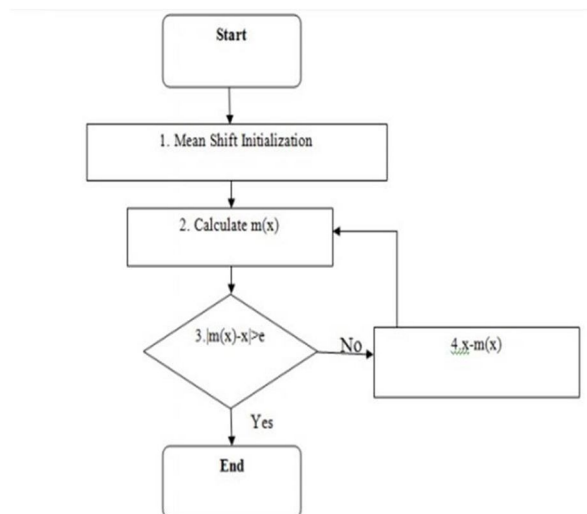 Start
1. Mean Shift Initialization
2. Calculate m(x)
3.|m(x)-x|>e
No
4.x-m(x)
Yes
End